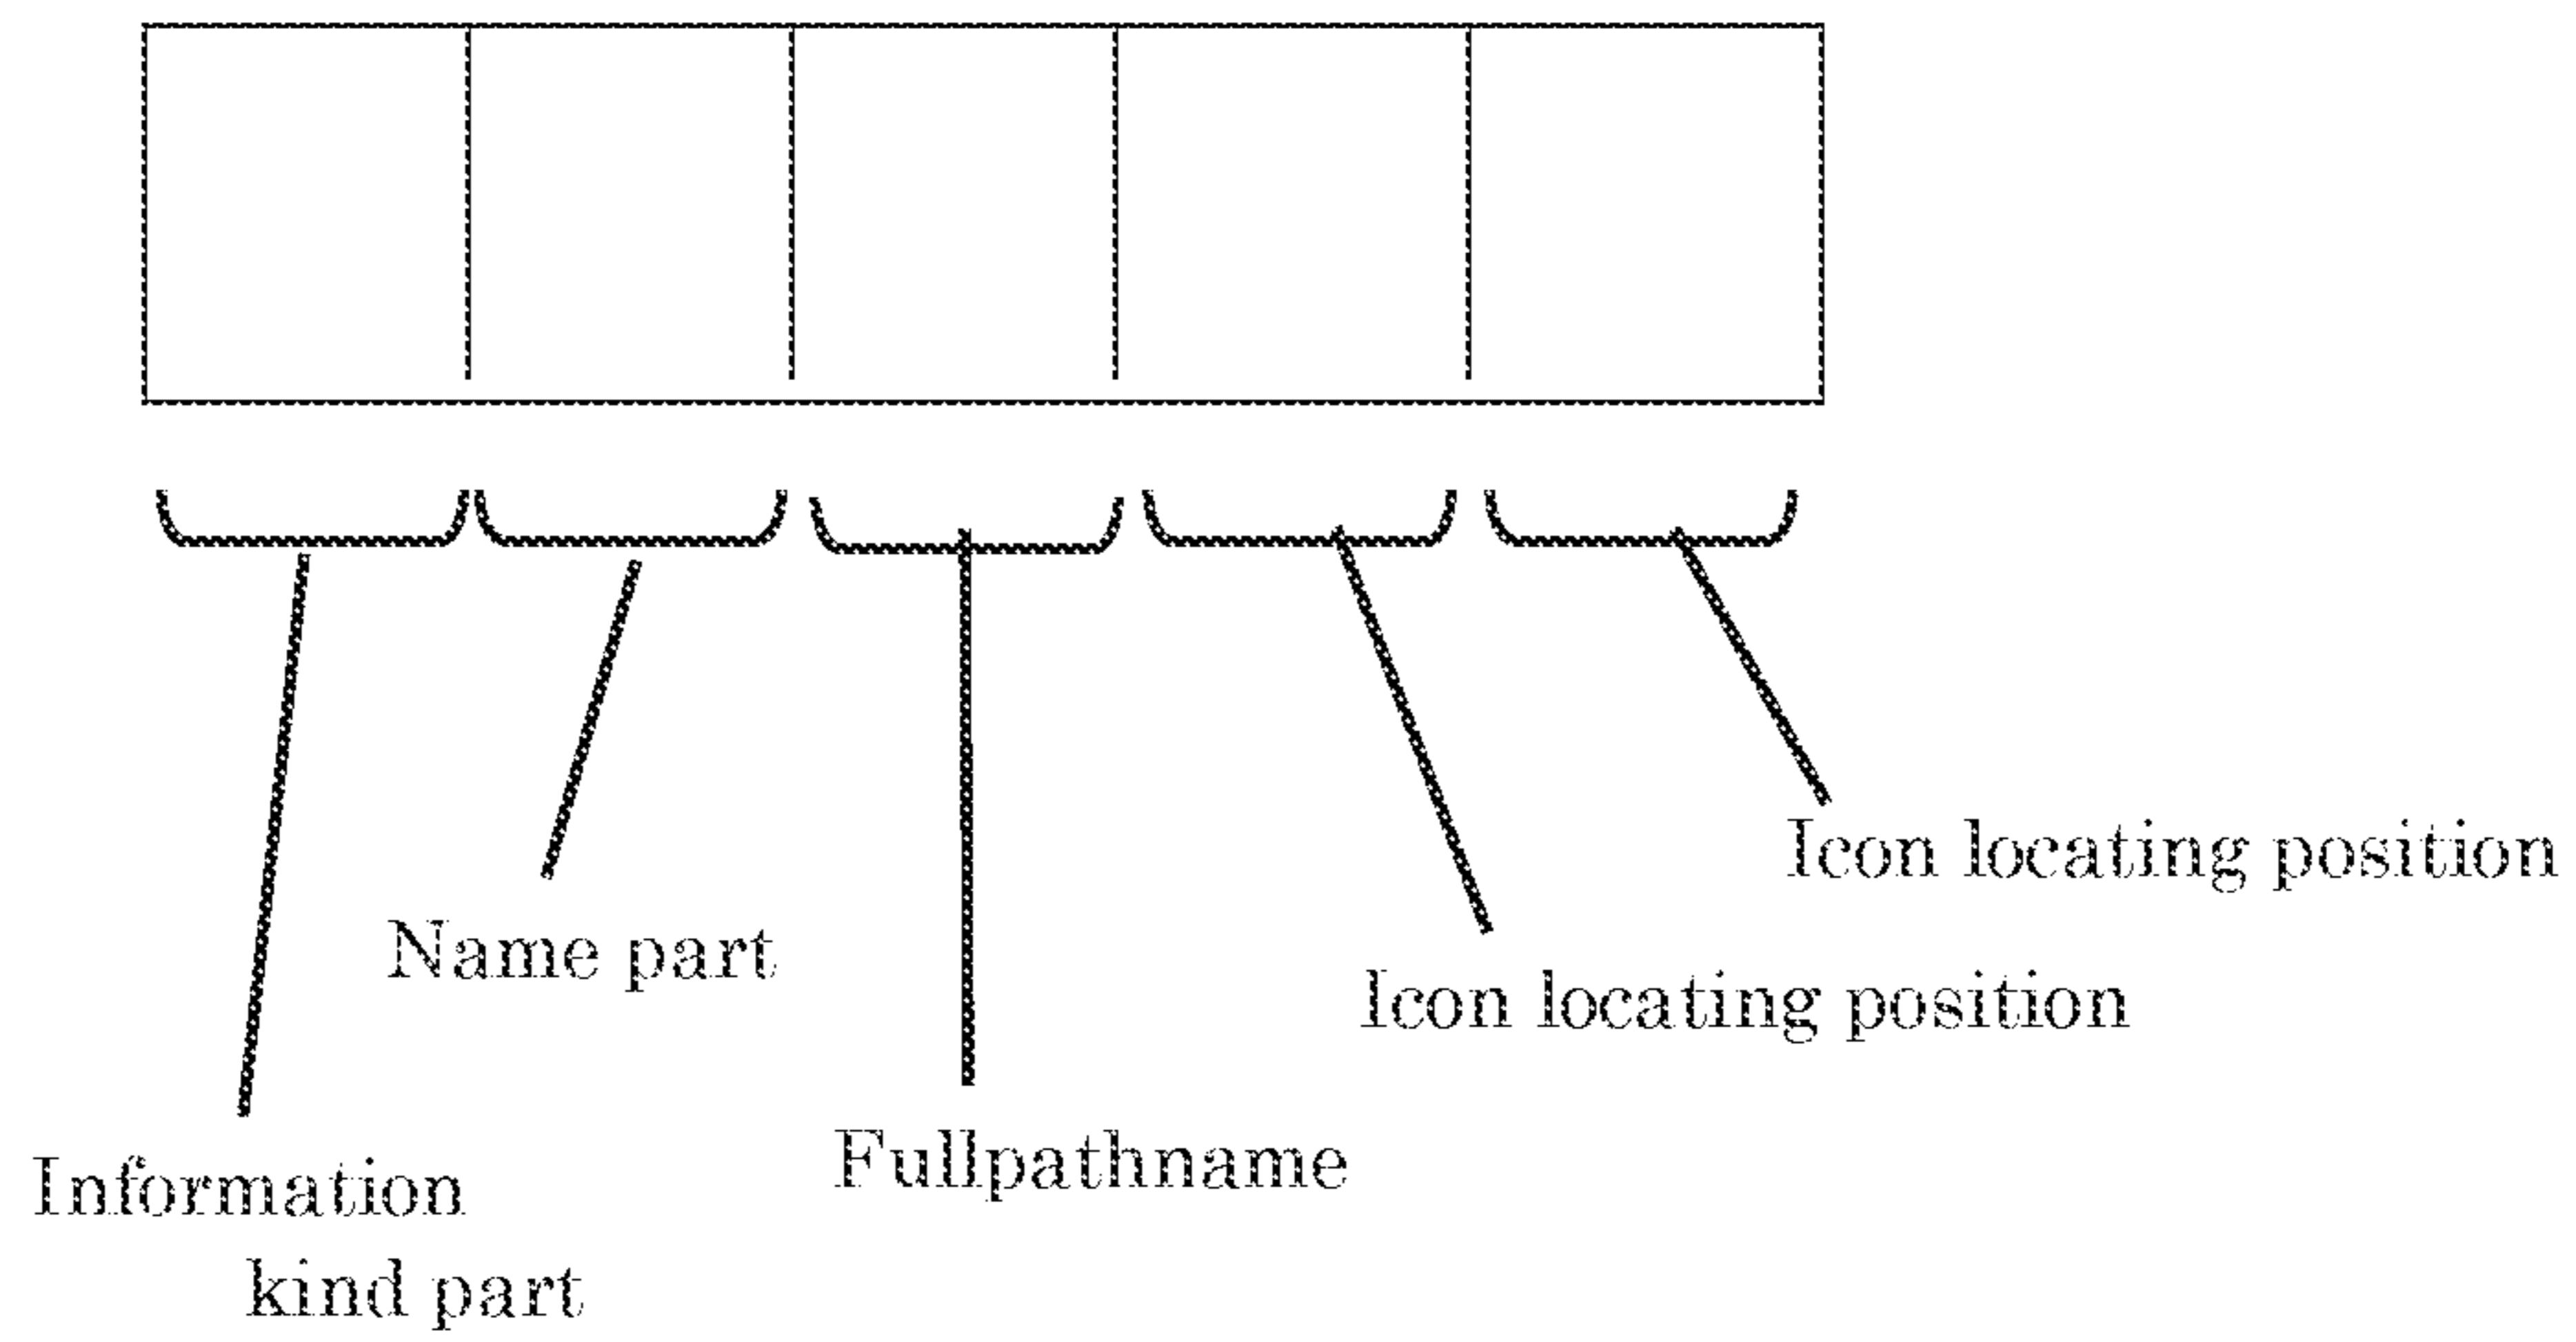 Icon locating position
Name part
Icon locating position
Fullpathname
Information
kind part